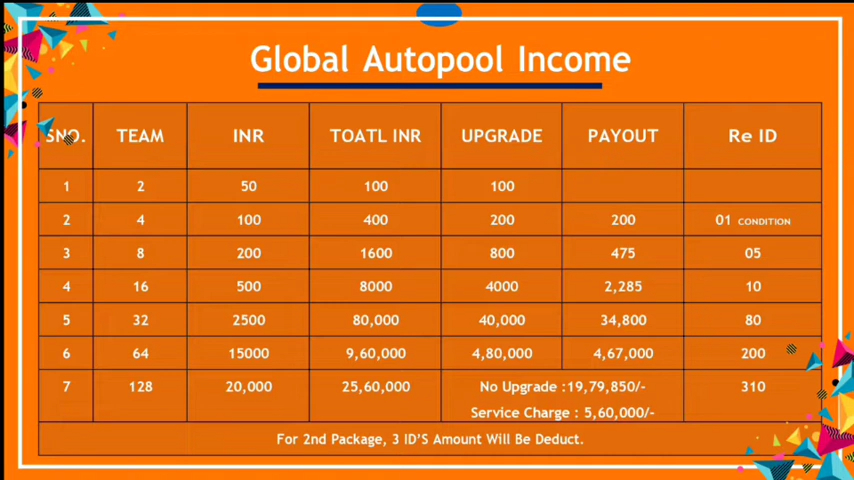 Global Autopool Income
SNO. TEAM INR TOATL INR UPGRADE PAYOUT Re ID
1 2 50 100 100
2 4 100 400 200 200 01 CONDITION
3 8 200 1600 800 475 05
4 16 500 8000 4000 2,285 10
5 32 2500 80,000 40,000 34,800 80
6 64 15000 9,60,000 4,80,000 4,67,000 200
7 128 20,000 25,60,000 No Upgrade :19,79,850/- 310
Service Charge : 5,60,000/-
For 2nd Package, 3 ID'S Amount Will Be Deduct.